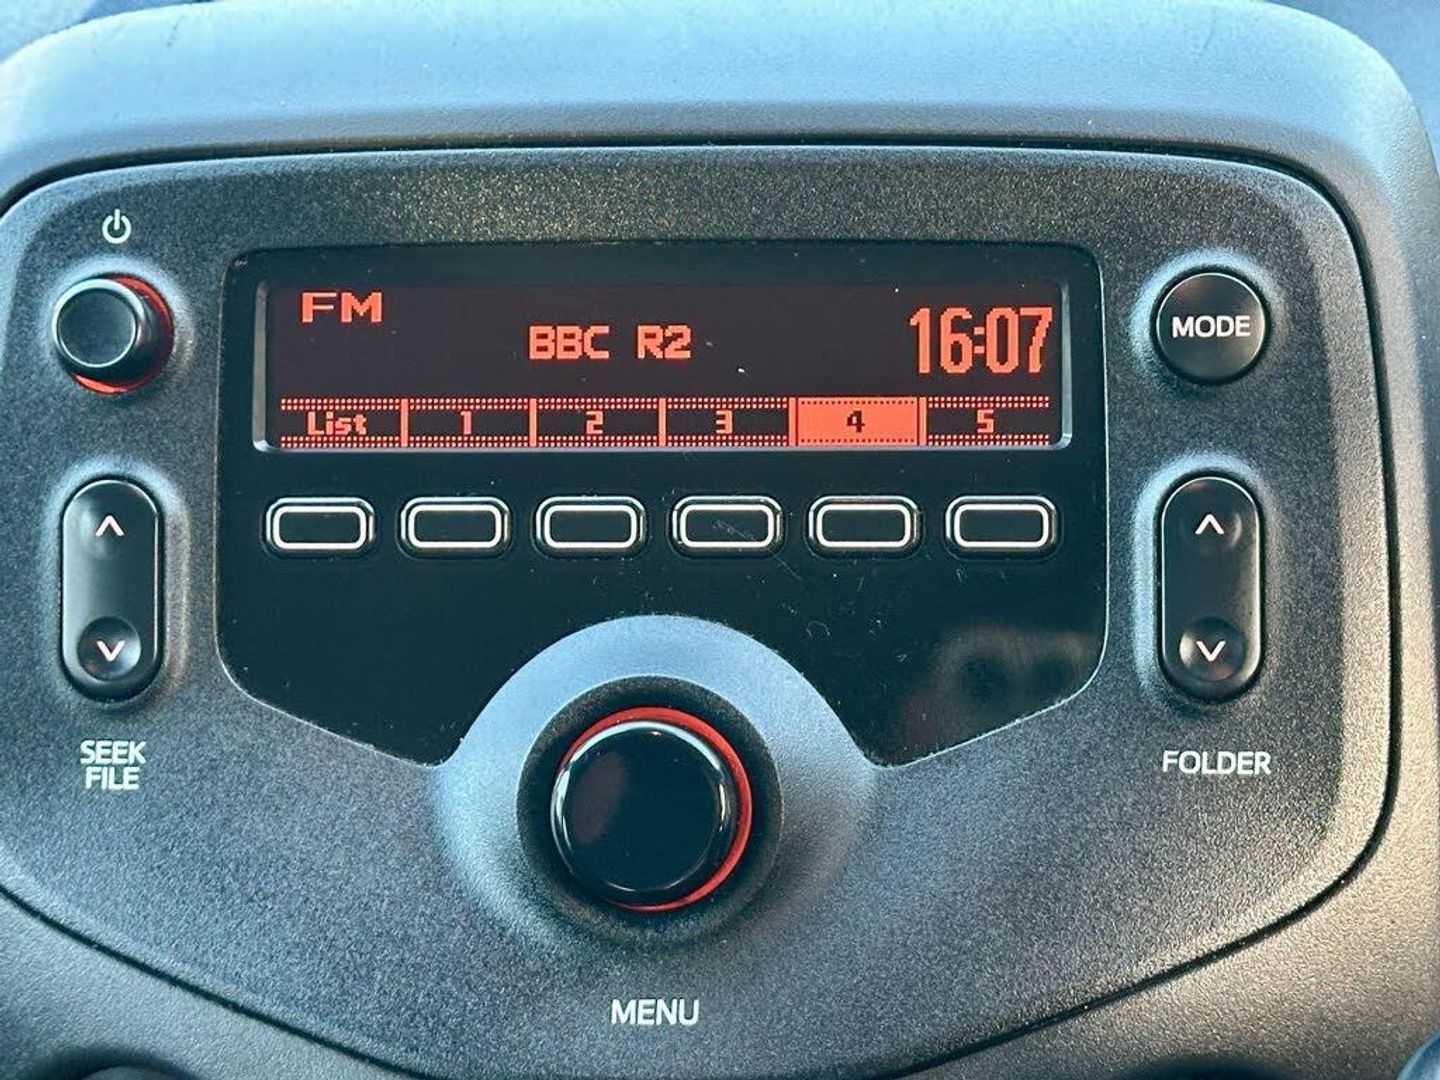 FM
BBC R2
16:07
List 1 2 3 4 5
MODE
SEEK
FILE
FOLDER
MENU